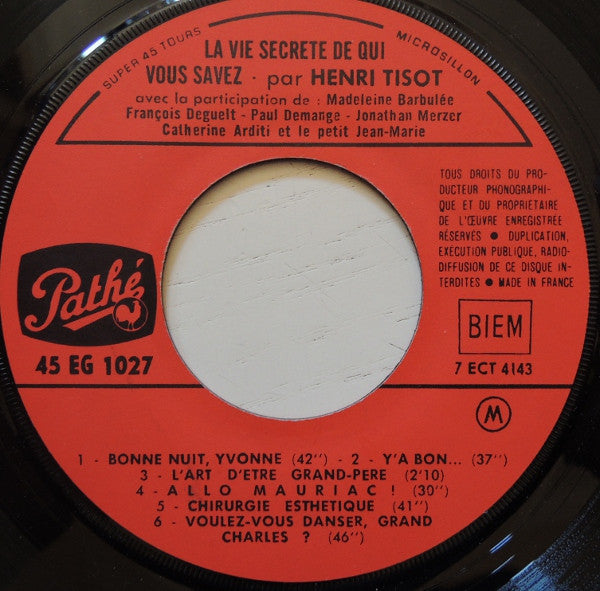 SUPER 45 TOURS
MICROSILLON
LA VIE SECRETE DE QUI
VOUS SAVEZ - par HENRI TISOT
avec la participation de : Madeleine Barbulée
François Deguelt - Paul Demange - Jonathan Merzer
Catherine Arditi et le petit Jean-Marie
TOUS DROITS DU PRO-
DUCTEUR PHONOGRAPHI-
QUE ET DU PROPRIETAIRE
DE L'ŒUVRE ENREGISTREE
RÉSERVÉS ● DUPLICATION,
EXÉCUTION PUBLIQUE, RADIO-
DIFFUSION DE CE DISQUE IN-
TERDITES ● MADE IN FRANCE
Pathé
45 EG 1027
BIEM
7 ECT 4143
M
1 - BONNE NUIT, YVONNE (42") - 2 - Y'A BON... (37")
3 - L'ART D'ETRE GRAND-PERE (2'10)
4 - ALLO MAURIAC ! (30")
5 - CHIRURGIE ESTHETIQUE (41")
6 - VOULEZ-VOUS DANSER, GRAND
CHARLES ? (46")